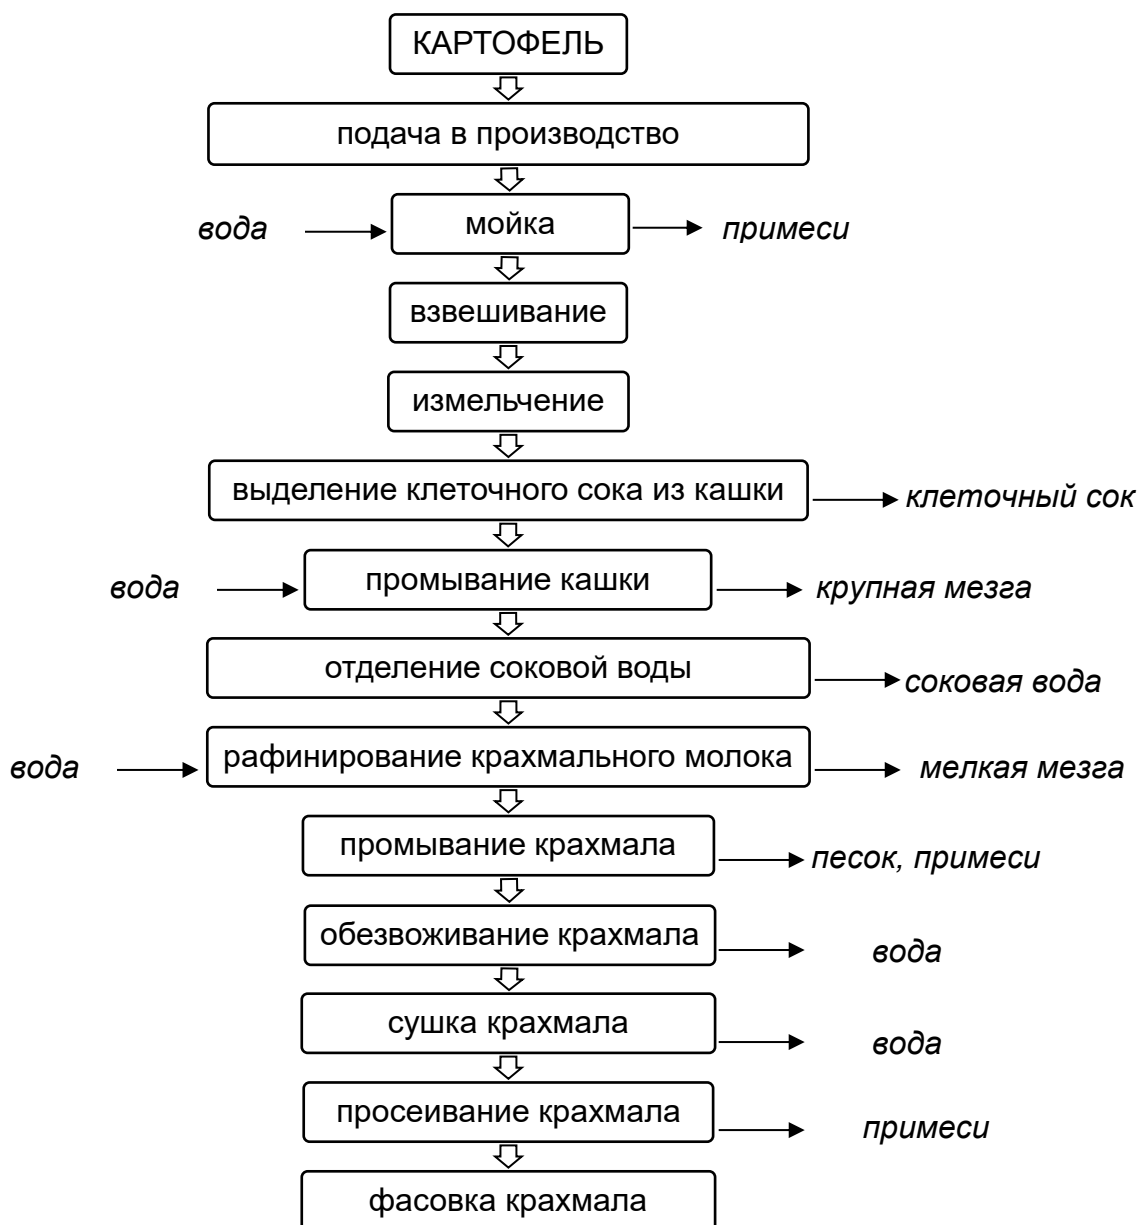 КАРТОФЕЛЬ
подача в производство
вода мойка примеси
взвешивание
измельчение
выделение клеточного сока из кашки клеточный сок
вода промывание кашки крупная мезга
отделение соковой воды соковая вода
вода рафинирование крахмального молока мелкая мезга
промывание крахмала песок, примеси
обезвоживание крахмала вода
сушка крахмала вода
просеивание крахмала примеси
фасовка крахмала